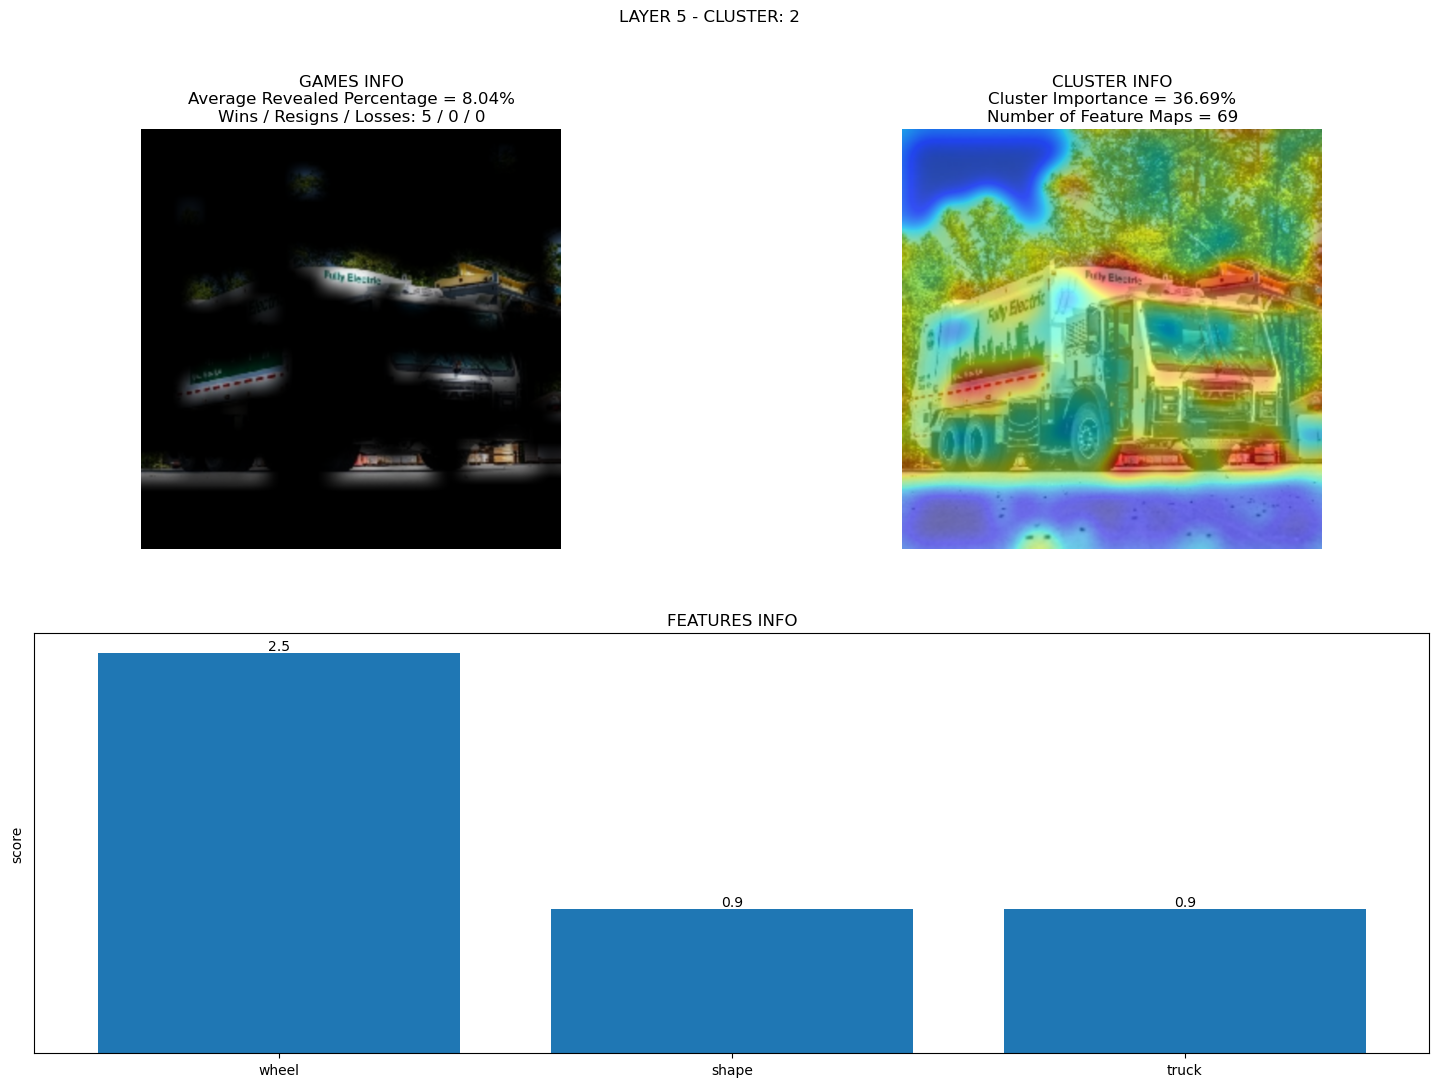 LAYER 5 - CLUSTER: 2
GAMES INFO
Average Revealed Percentage = 8.04%
Wins / Resigns / Losses: 5 / 0 / 0
CLUSTER INFO
Cluster Importance = 36.69%
Number of Feature Maps = 69
Fully Electric
Fully Electric
Fully Electric
FEATURES INFO
score
2.5
0.9
0.9
wheel
shape
truck